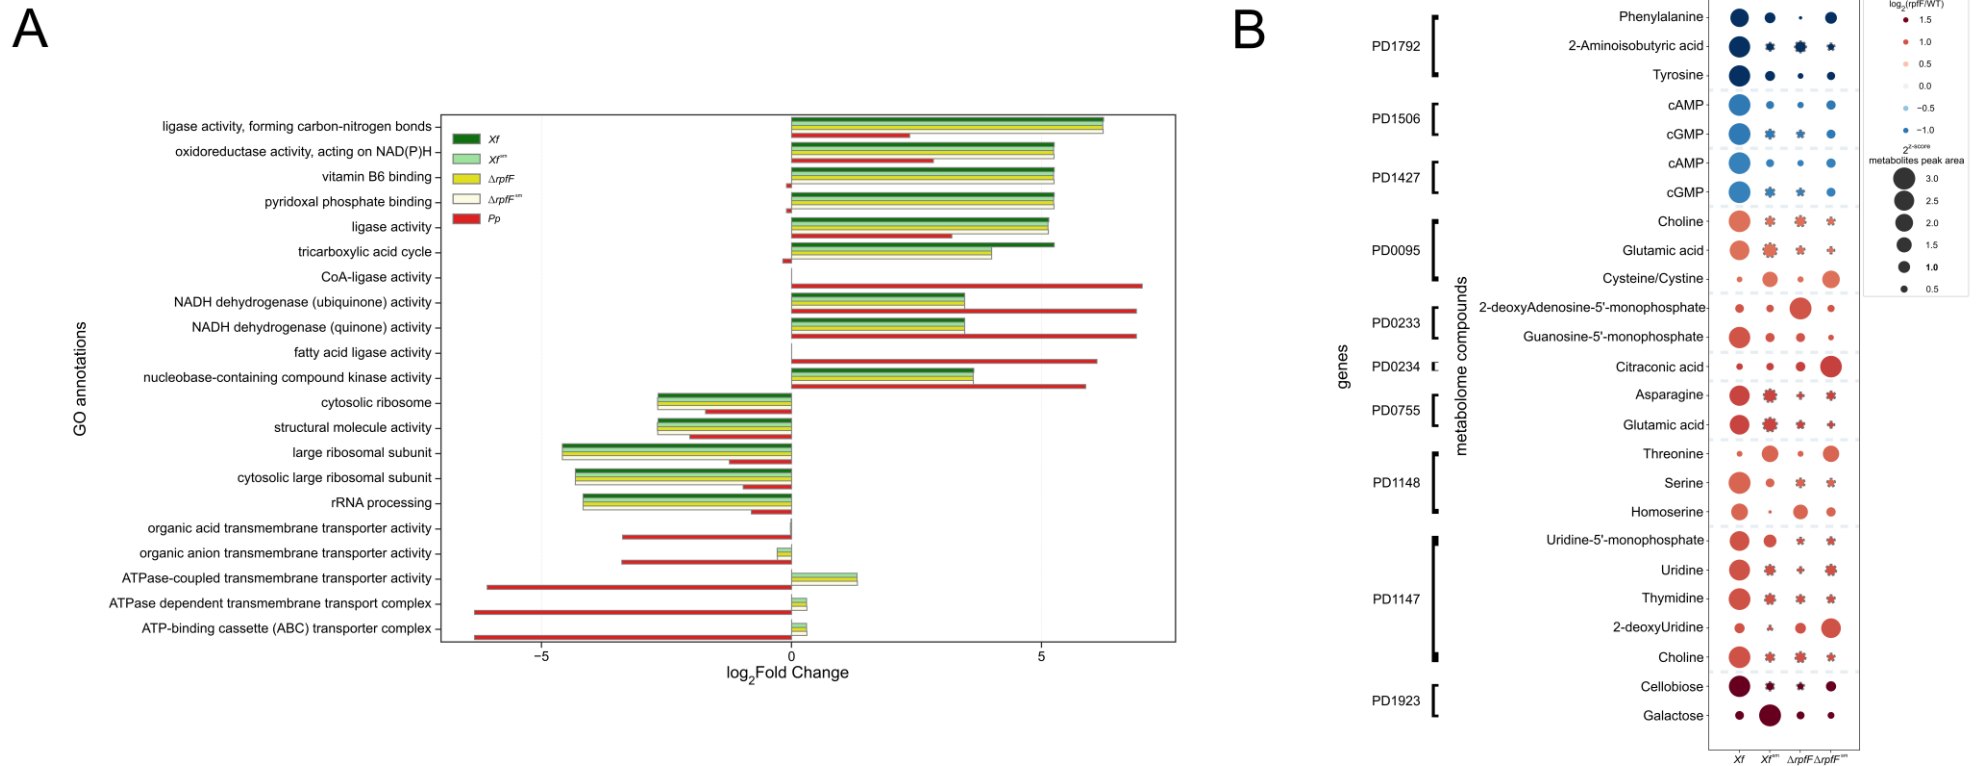 A
GO annotations
ligase activity, forming carbon-nitrogen bonds
oxidoreductase activity, acting on NAD(P)H
vitamin B6 binding
pyridoxal phosphate binding
ligase activity
tricarboxylic acid cycle
CoA-ligase activity
NADH dehydrogenase (ubiquinone) activity
NADH dehydrogenase (quinone) activity
fatty acid ligase activity
nucleobase-containing compound kinase activity
cytosolic ribosome
structural molecule activity
large ribosomal subunit
cytosolic large ribosomal subunit
rRNA processing
organic acid transmembrane transporter activity
organic anion transmembrane transporter activity
ATPase-coupled transmembrane transporter activity
ATPase dependent transmembrane transport complex
ATP-binding cassette (ABC) transporter complex
Xf
Xfˢᵐ
ΔrpfF
ΔrpfFˢᵐ
Pp
−5 0 5
log₂Fold Change
B
genes
PD1792
PD1506
PD1427
PD0095
PD0233
PD0234
PD0755
PD1148
PD1147
PD1923
metabolome compounds
Phenylalanine
2-Aminoisobutyric acid
Tyrosine
cAMP
cGMP
cAMP
cGMP
Choline
Glutamic acid
Cysteine/Cystine
2-deoxyAdenosine-5'-monophosphate
Guanosine-5'-monophosphate
Citraconic acid
Asparagine
Glutamic acid
Threonine
Serine
Homoserine
Uridine-5'-monophosphate
Uridine
Thymidine
2-deoxyUridine
Choline
Cellobiose
Galactose
Xf Xfˢᵐ ΔrpfF ΔrpfFˢᵐ
log₂(rpfF/WT)
1.5
1.0
0.5
0.0
−0.5
−1.0
2ᶻ⁻ˢᶜᵒʳᵉ
metabolites peak area
3.0
2.5
2.0
1.5
1.0
0.5